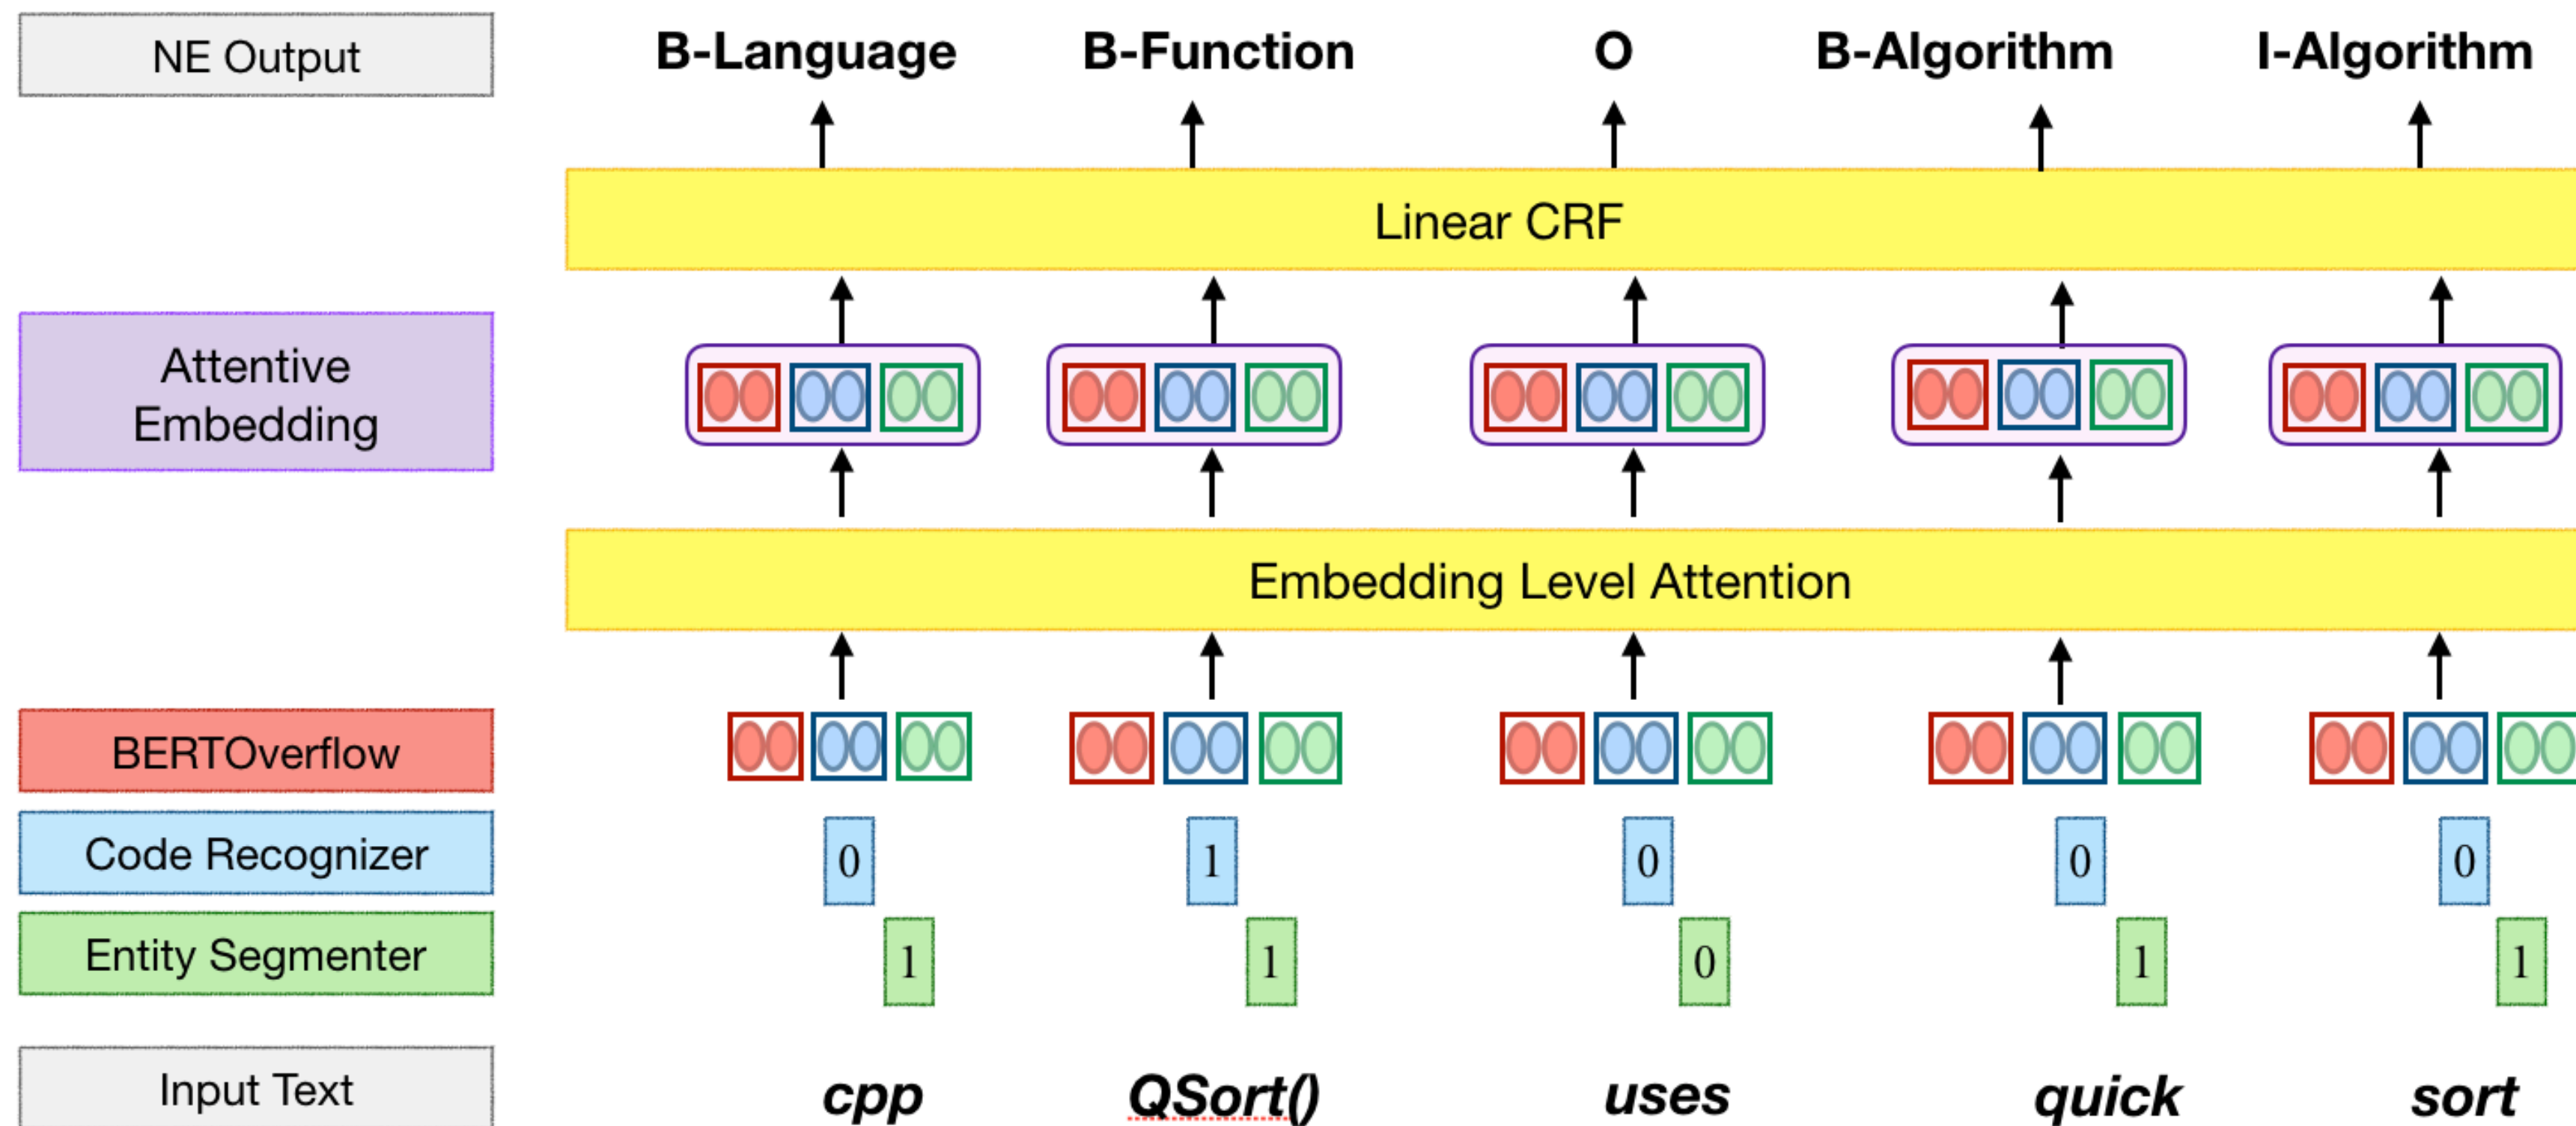 NE Output B-Language B-Function O B-Algorithm I-Algorithm
Linear CRF
Attentive
Embedding
Embedding Level Attention
BERTOverflow
Code Recognizer 0 1 0 0 0
Entity Segmenter 1 1 0 1 1
Input Text cpp QSort() uses quick sort